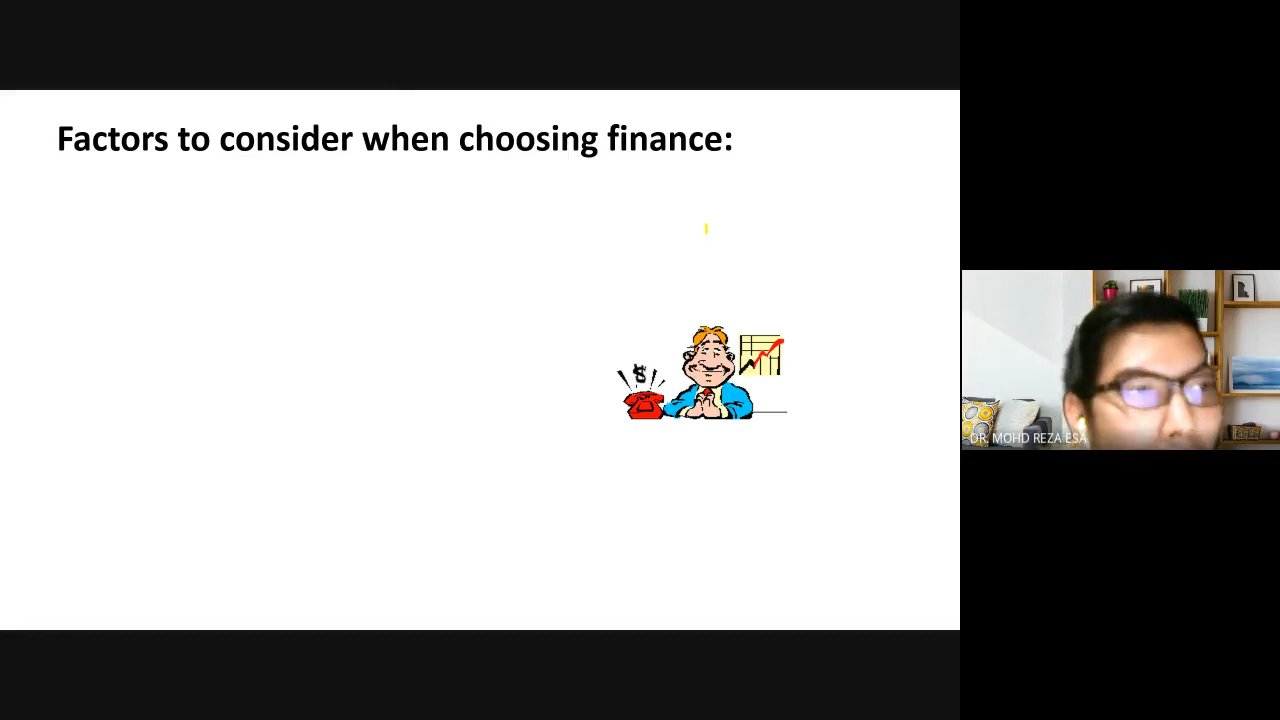 Factors to consider when choosing finance:
$
DR. MOHD REZA ESA